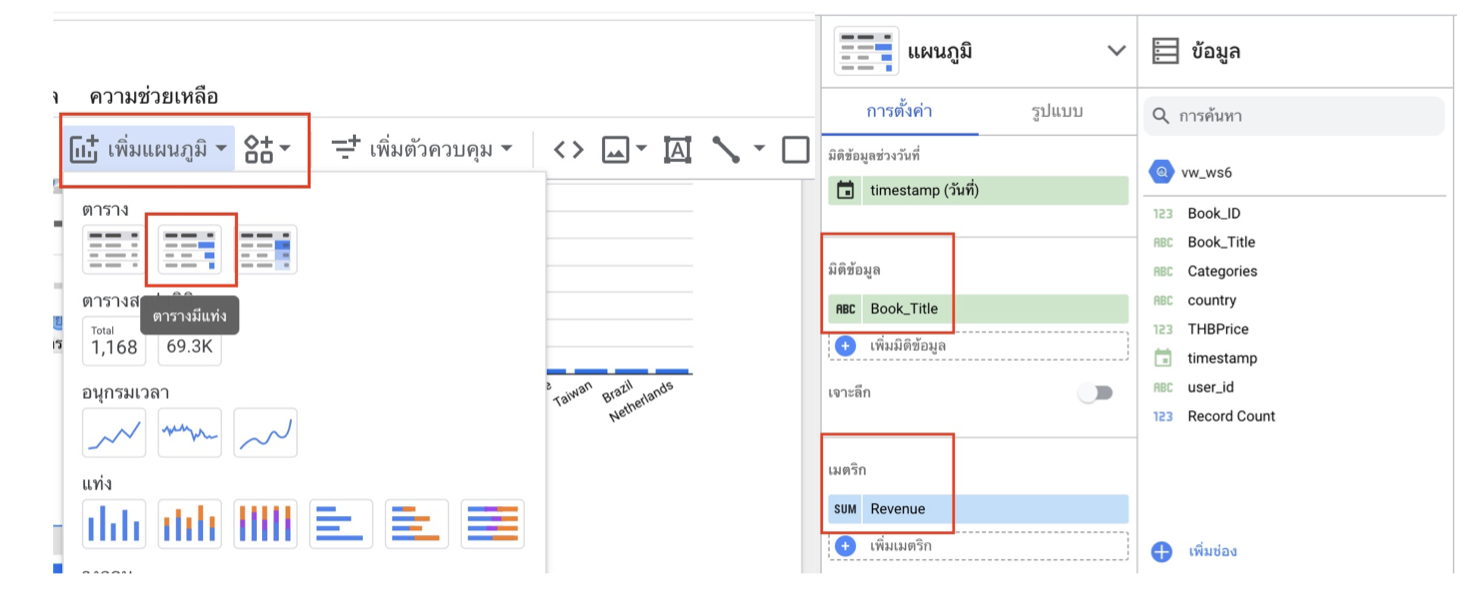 ความช่วยเหลือ
เพิ่มแผนภูมิ
เพิ่มตัวควบคุม
ตาราง
ตารางมีแท่ง
Total
1,168
69.3K
อนุกรมเวลา
แท่ง
Taiwan
Brazil
Netherlands
แผนภูมิ
การตั้งค่า
รูปแบบ
มิติข้อมูลช่วงวันที่
timestamp (วันที่)
มิติข้อมูล
ABC Book_Title
เพิ่มมิติข้อมูล
เจาะลึก
เมตริก
SUM Revenue
เพิ่มเมตริก
ข้อมูล
การค้นหา
vw_ws6
123 Book_ID
ABC Book_Title
ABC Categories
ABC country
123 THBPrice
timestamp
ABC user_id
123 Record Count
เพิ่มช่อง